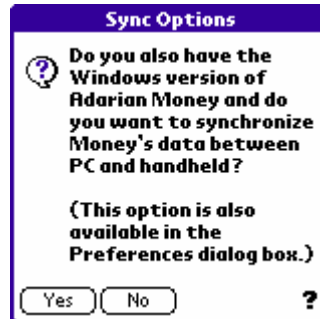 Sync Options
Do you also have the
Windows version of
Adarian Money and do
you want to synchronize
Money's data between
PC and handheld?
(This option is also
available in the
Preferences dialog box.)
Yes No ?